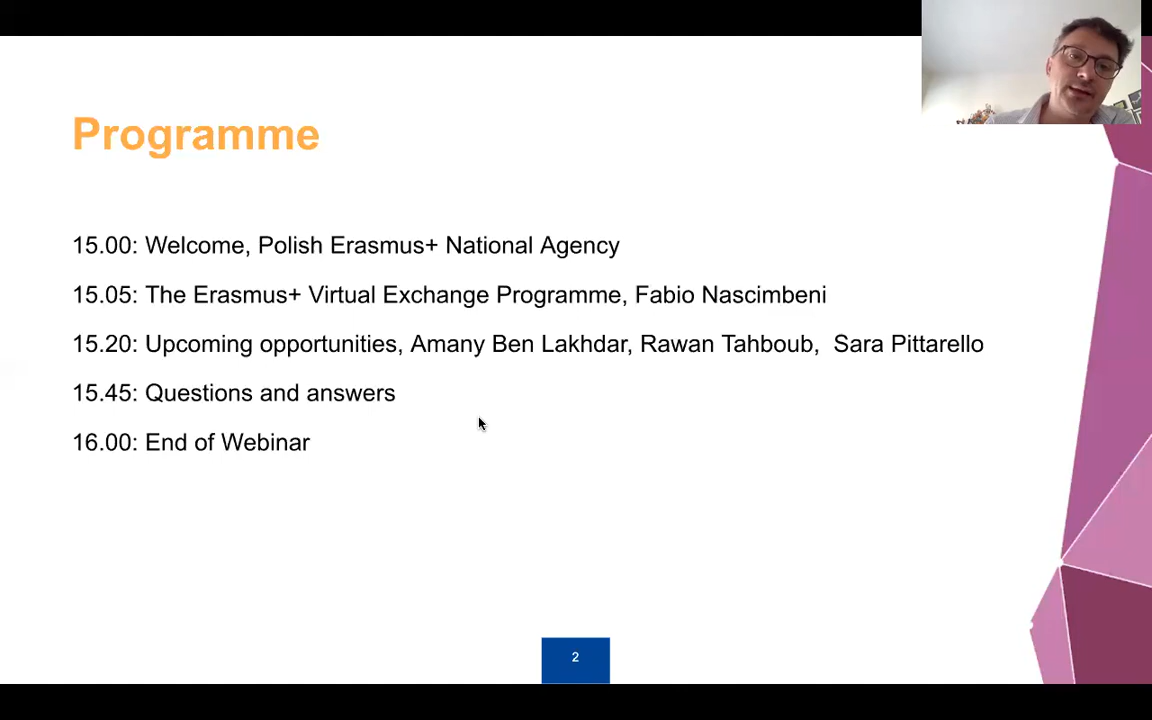 Programme
15.00: Welcome, Polish Erasmus+ National Agency
15.05: The Erasmus+ Virtual Exchange Programme, Fabio Nascimbeni
15.20: Upcoming opportunities, Amany Ben Lakhdar, Rawan Tahboub,  Sara Pittarello
15.45: Questions and answers
16.00: End of Webinar
2